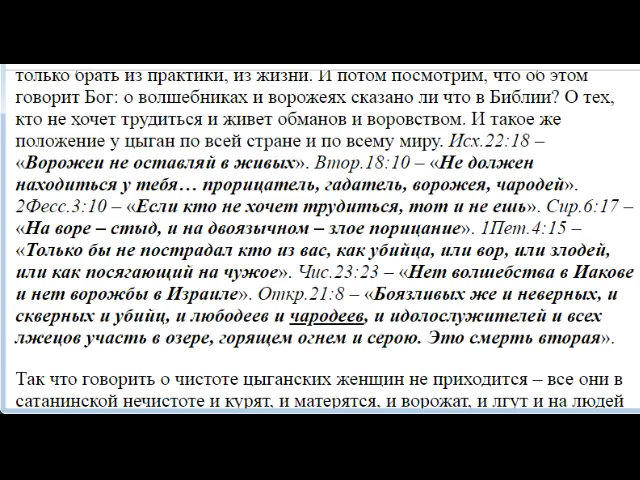 только брать из практики, из жизни. И потом посмотрим, что об этом
говорит Бог: о волшебниках и ворожеях сказано ли что в Библии? О тех,
кто не хочет трудиться и живет обманов и воровством. И такое же
положение у цыган по всей стране и по всему миру. Исх.22:18 –
«Ворожеи не оставляй в живых». Втор.18:10 – «Не должен
находиться у тебя… прорицатель, гадатель, ворожея, чародей».
2Фесс.3:10 – «Если кто не хочет трудиться, тот и не ешь». Сир.6:17 –
«На воре – стыд, и на двоязычном – злое порицание». 1Пет.4:15 –
«Только бы не пострадал кто из вас, как убийца, или вор, или злодей,
или как посягающий на чужое». Чис.23:23 – «Нет волшебства в Иакове
и нет ворожбы в Израиле». Откр.21:8 – «Боязливых же и неверных, и
скверных и убийц, и любодеев и чародеев, и идолослужителей и всех
лжецов участь в озере, горящем огнем и серою. Это смерть вторая».
Так что говорить о чистоте цыганских женщин не приходится – все они в
сатанинской нечистоте и курят, и матерятся, и ворожат, и лгут и на людей